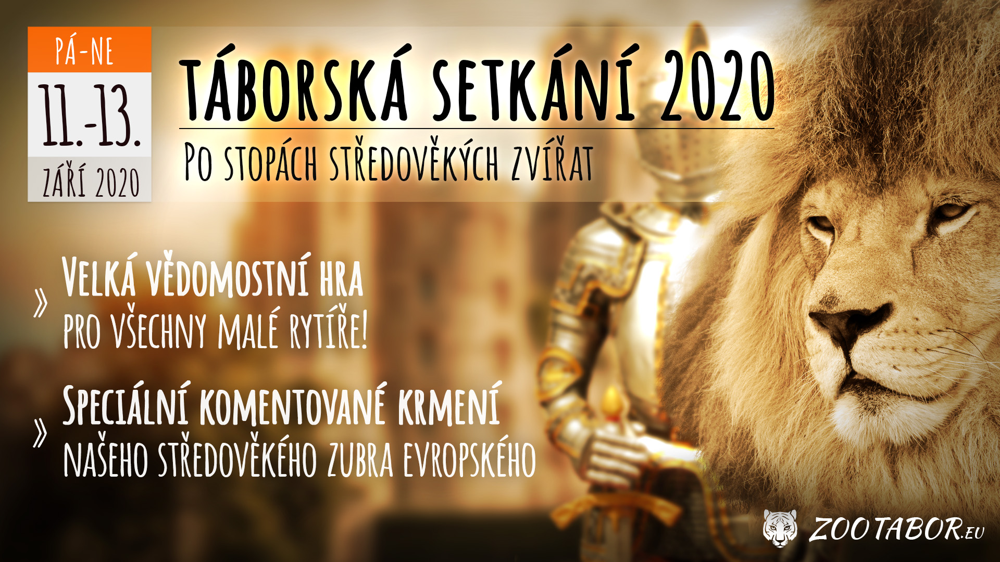 PÁ-NE
11.-13.
ZÁŘÍ 2020
TÁBORSKÁ SETKÁNÍ 2020
PO STOPÁCH STŘEDOVĚKÝCH ZVÍŘAT
» VELKÁ VĚDOMOSTNÍ HRA
PRO VŠECHNY MALÉ RYTÍŘE!
» SPECIÁLNÍ KOMENTOVANÉ KRMENÍ
NAŠEHO STŘEDOVĚKÉHO ZUBRA EVROPSKÉHO
ZOOTABOR.EU